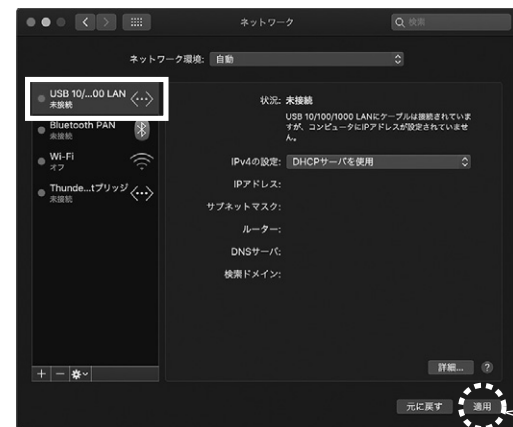 ネットワーク
検索
ネットワーク環境: 自動
USB 10/...00 LAN
未接続
Bluetooth PAN
未接続
Wi-Fi
オフ
Thunde...tブリッジ
未接続
状況: 未接続
USB 10/100/1000 LANにケーブルは接続されていま
すが、コンピュータにIPアドレスが設定されていませ
ん。
IPv4の設定: DHCPサーバを使用
IPアドレス:
サブネットマスク:
ルーター:
DNSサーバ:
検索ドメイン:
詳細... ?
元に戻す 適用